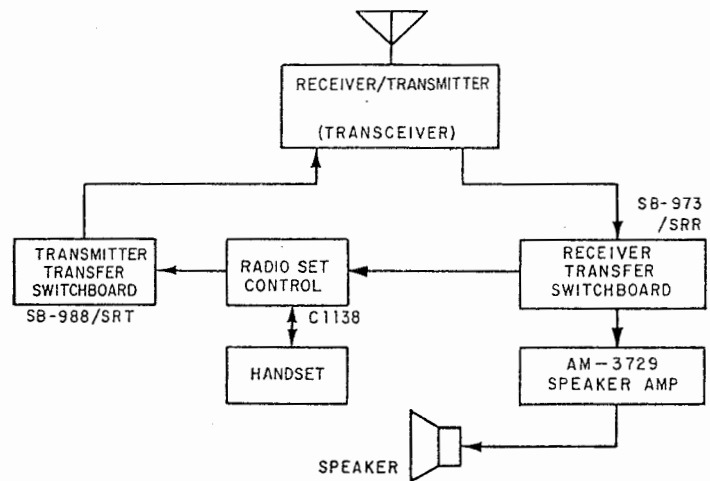 RECEIVER/TRANSMITTER
(TRANSCEIVER)
SB-973
/SRR
TRANSMITTER
TRANSFER
SWITCHBOARD
SB-988/SRT
RADIO SET
CONTROL
C1138
HANDSET
RECEIVER
TRANSFER
SWITCHBOARD
AM-3729
SPEAKER AMP
SPEAKER